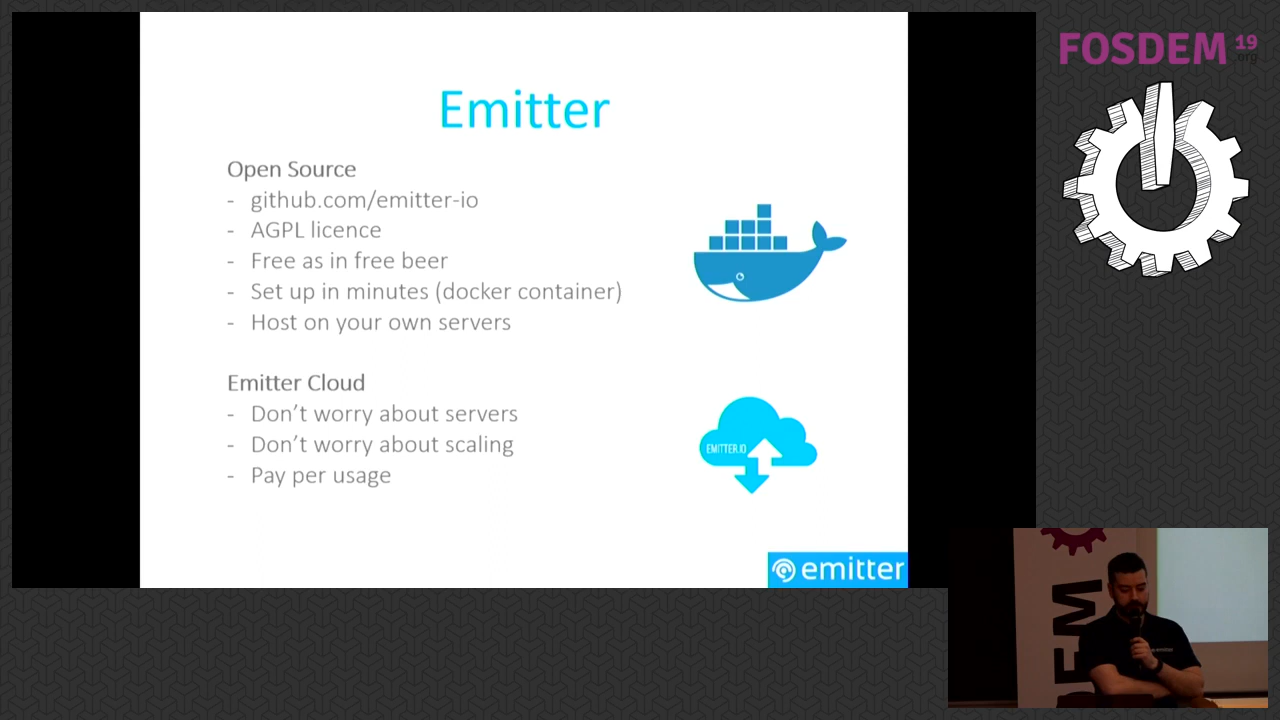 Emitter
Open Source
- github.com/emitter-io
- AGPL licence
- Free as in free beer
- Set up in minutes (docker container)
- Host on your own servers
Emitter Cloud
- Don't worry about servers
- Don't worry about scaling
- Pay per usage
EMITTER.IO
emitter
FOSDEM 19
.org
DEM
emitter